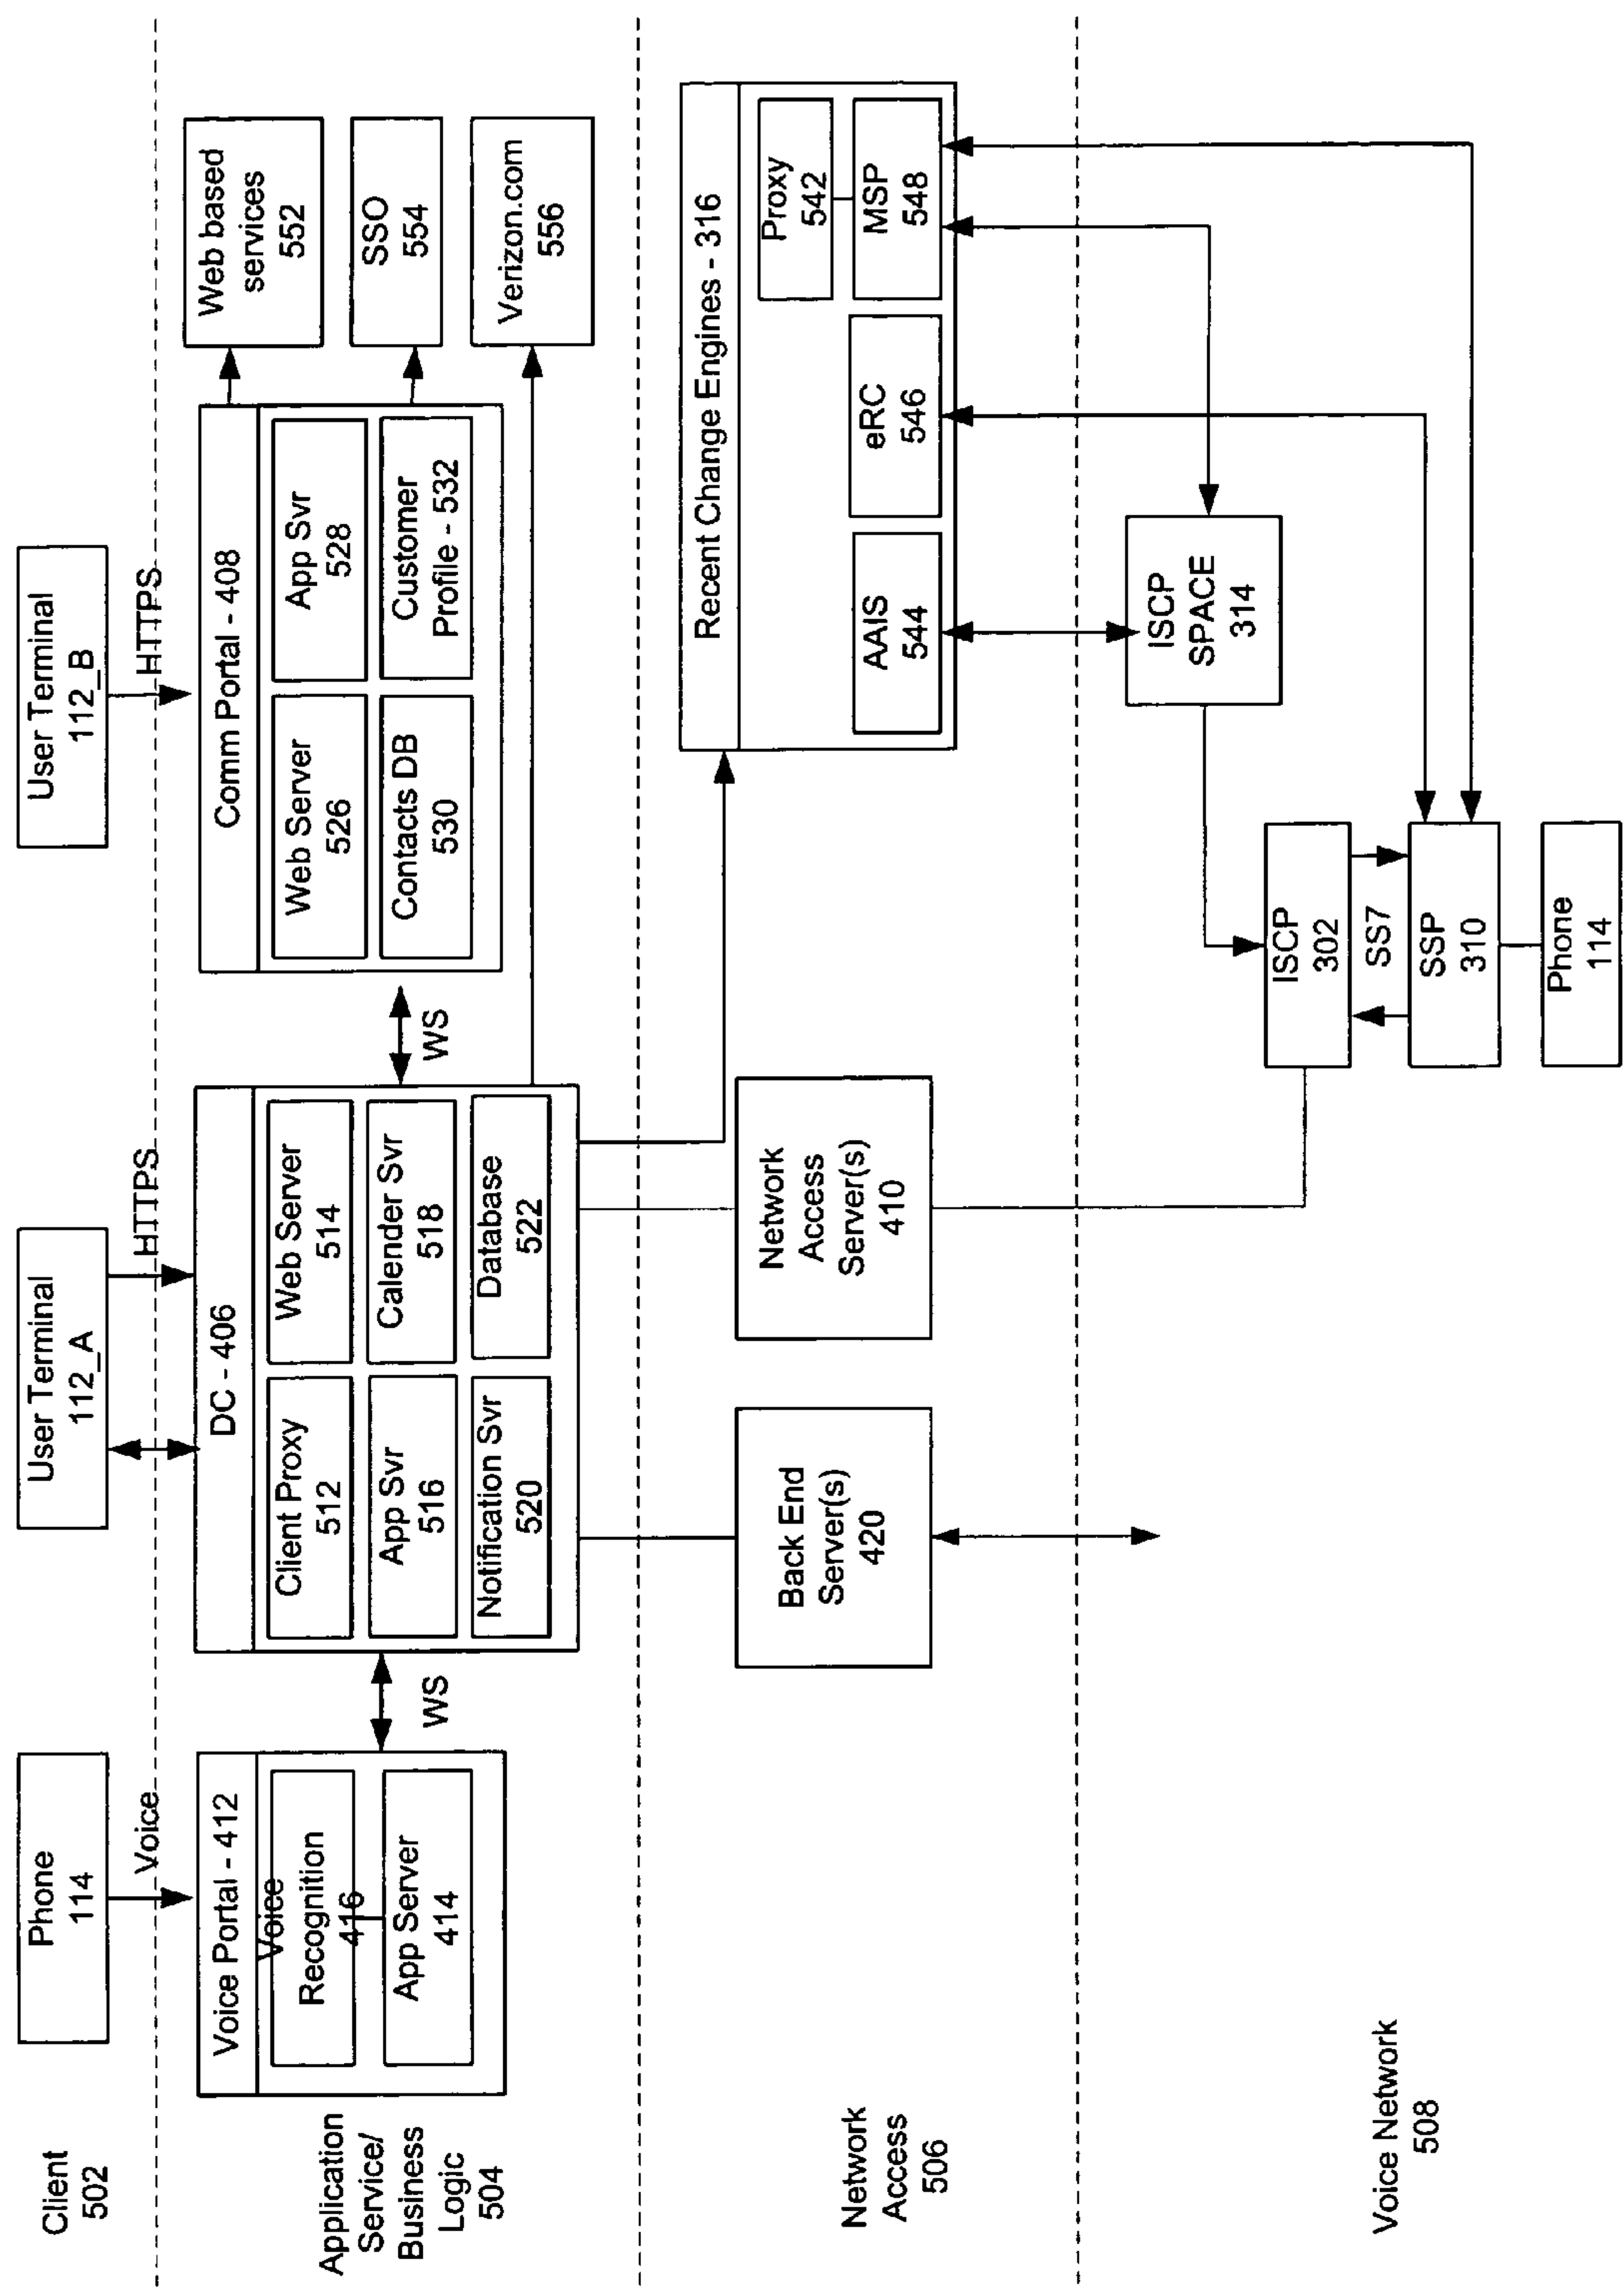 Client
502
Phone
114
User Terminal
112_A
User Terminal
112_B
Voice
HTTPS
HTTPS
Application
Service/
Business
Logic
504
Voice Portal - 412
Voice
Recognition
416
App Server
414
WS
DC - 406
Client Proxy
512
Web Server
514
App Svr
516
Calender Svr
518
Notification Svr
520
Database
522
WS
Comm Portal - 408
Web Server
526
App Svr
528
Contacts DB
530
Customer
Profile - 532
Web based
services
552
SSO
554
Verizon.com
556
Network
Access
506
Back End
Server(s)
420
Network
Access
Server(s)
410
Recent Change Engines - 316
Proxy
542
AAIS
544
eRC
546
MSP
548
Voice Network
508
ISCP
SPACE
314
ISCP
302
SS7
SSP
310
Phone
114